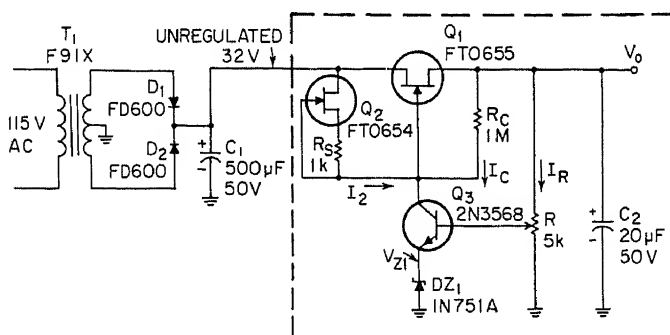 T1
F91X
115V
AC
D1
FD600
D2
FD600
UNREGULATED
32V
+
-
C1
500μF
50V
Q1
FT0655
Q2
FT0654
RS
1k
I2
RC
1M
IC
IR
Q3
2N3568
VZ1
DZ1
1N751A
R
5k
VO
+
-
C2
20μF
50V